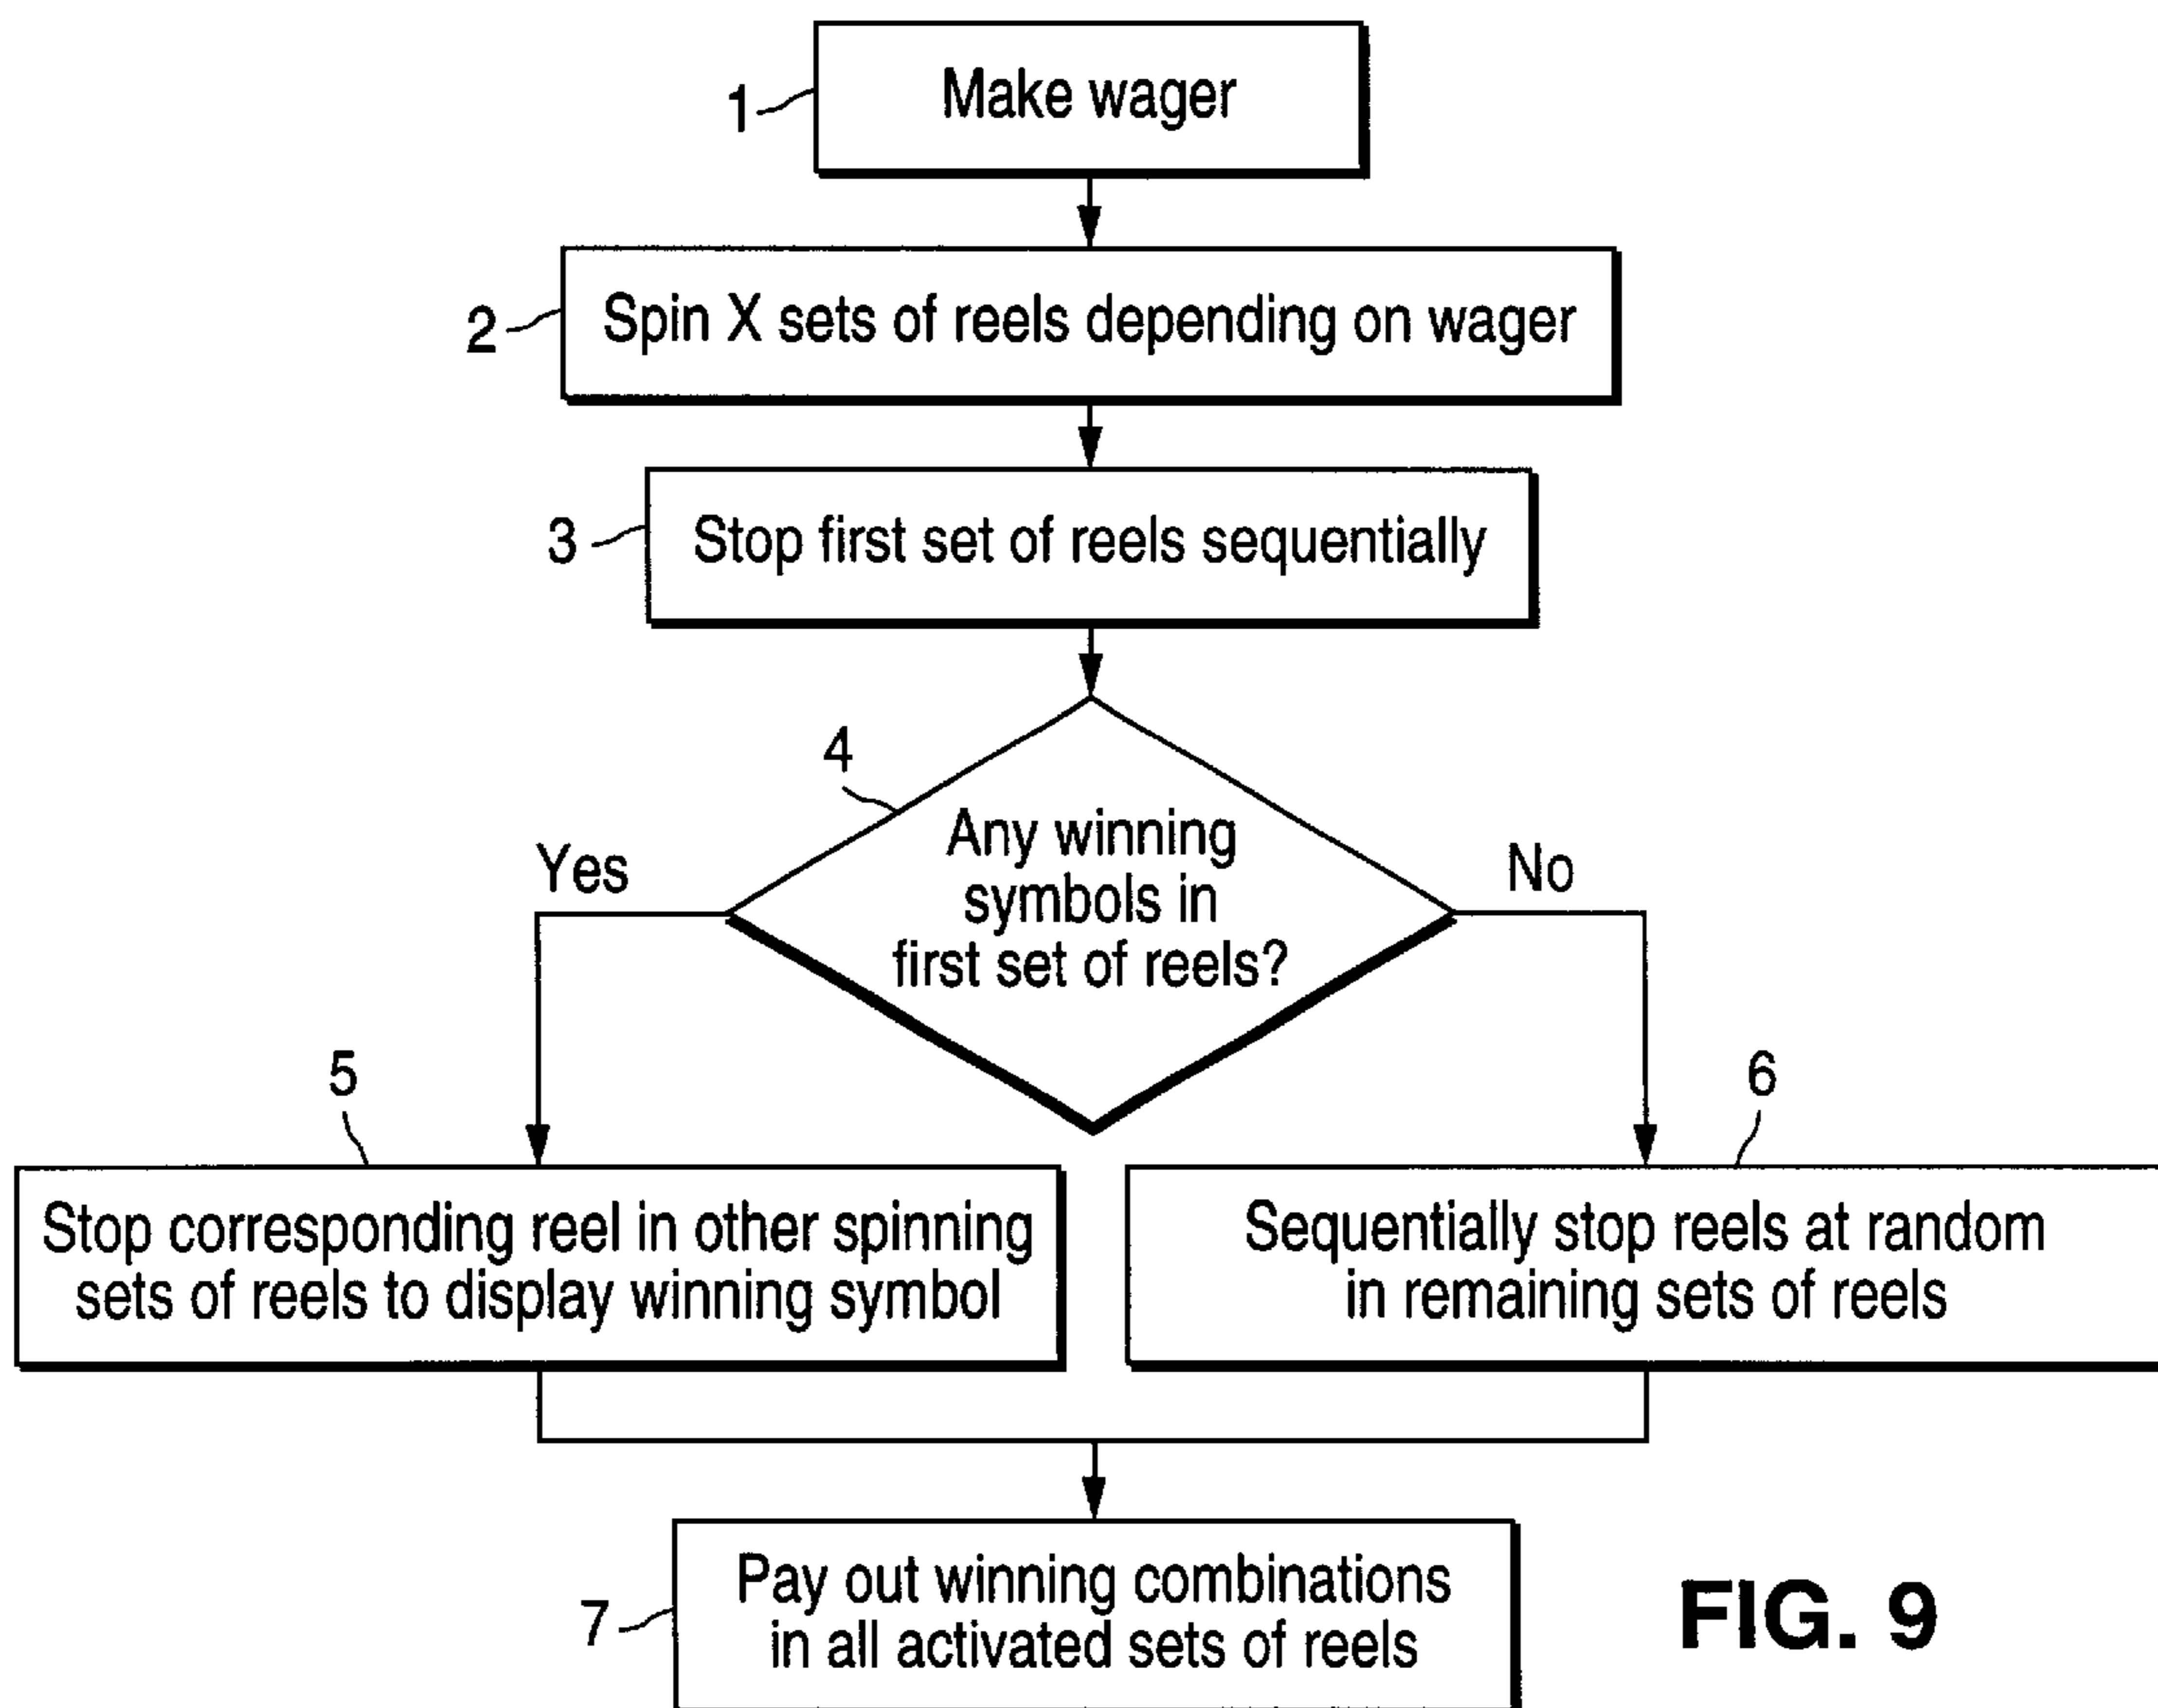 1
Make wager
2
Spin X sets of reels depending on wager
3
Stop first set of reels sequentially
4
Any winning
symbols in
first set of reels?
Yes
No
5
Stop corresponding reel in other spinning
sets of reels to display winning symbol
6
Sequentially stop reels at random
in remaining sets of reels
7
Pay out winning combinations
in all activated sets of reels
FIG. 9